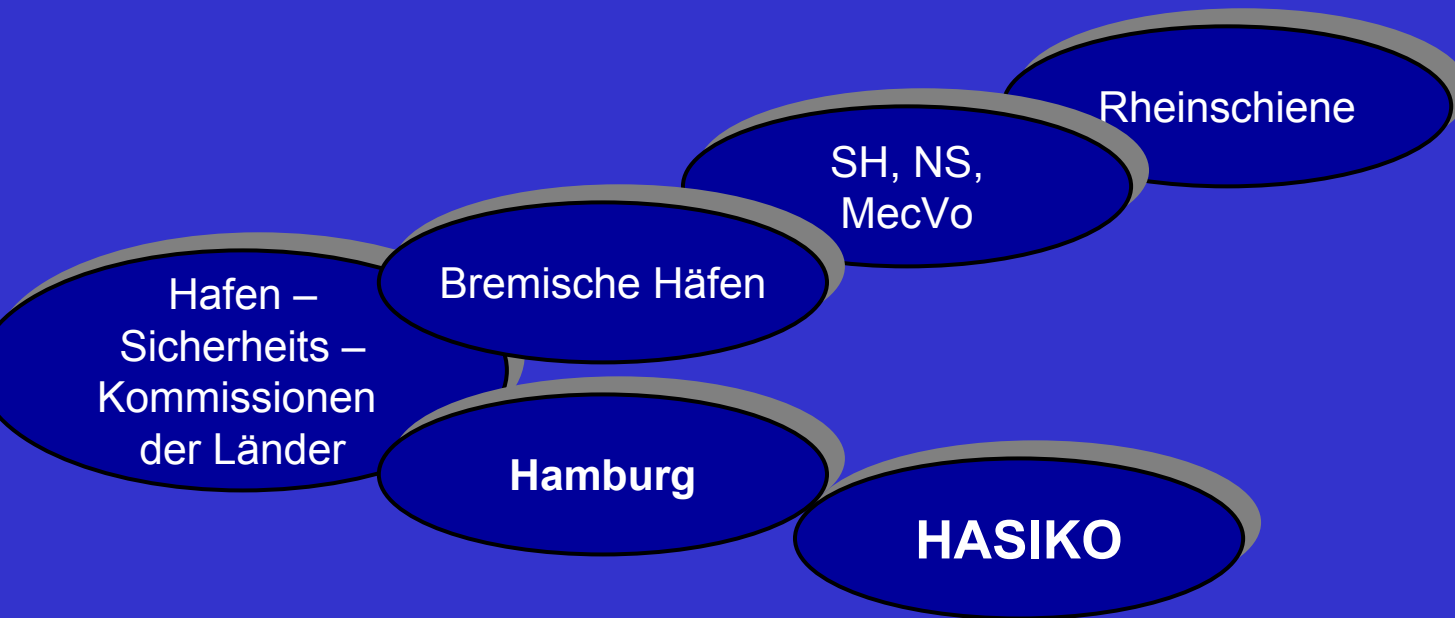 Rheinschiene
SH, NS,
MecVo
Bremische Häfen
Hafen –
Sicherheits –
Kommissionen
der Länder
Hamburg
HASIKO